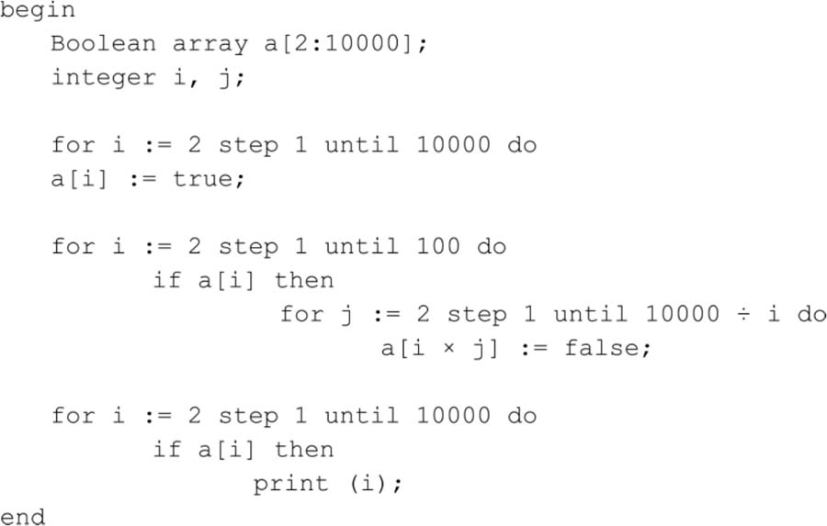 begin
Boolean array a[2:10000];
integer i, j;
for i := 2 step 1 until 10000 do
a[i] := true;
for i := 2 step 1 until 100 do
if a[i] then
for j := 2 step 1 until 10000 ÷ i do
a[i × j] := false;
for i := 2 step 1 until 10000 do
if a[i] then
print (i);
end